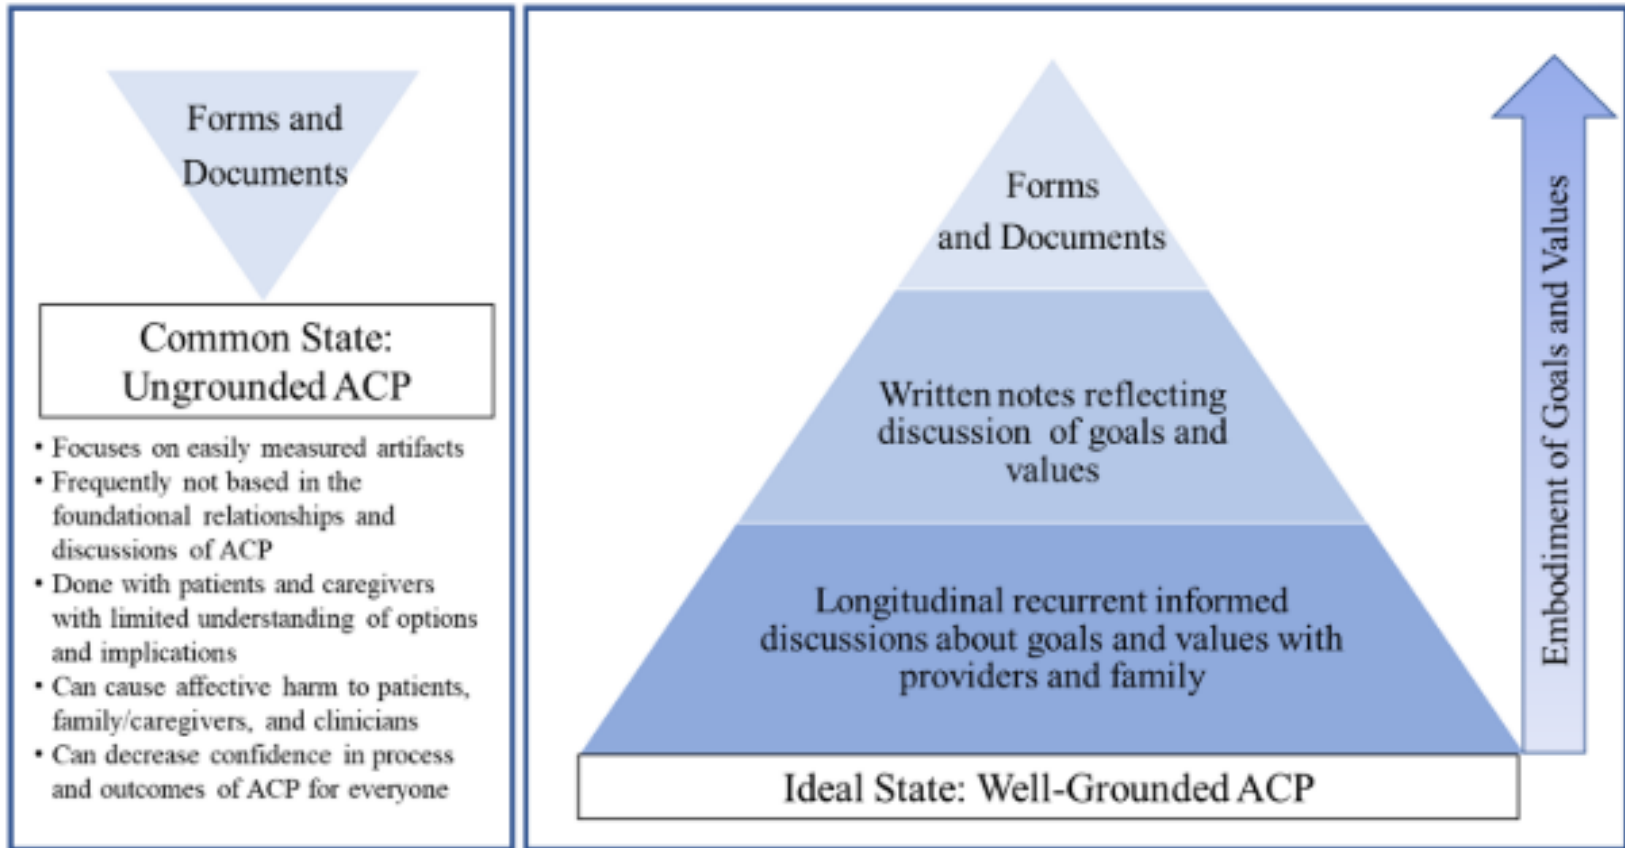 Forms and
Documents
Common State:
Ungrounded ACP
• Focuses on easily measured artifacts
• Frequently not based in the
foundational relationships and
discussions of ACP
• Done with patients and caregivers
with limited understanding of options
and implications
• Can cause affective harm to patients,
family/caregivers, and clinicians
• Can decrease confidence in process
and outcomes of ACP for everyone
Forms
and Documents
Written notes reflecting
discussion of goals and
values
Longitudinal recurrent informed
discussions about goals and values with
providers and family
Ideal State: Well-Grounded ACP
Embodiment of Goals and Values